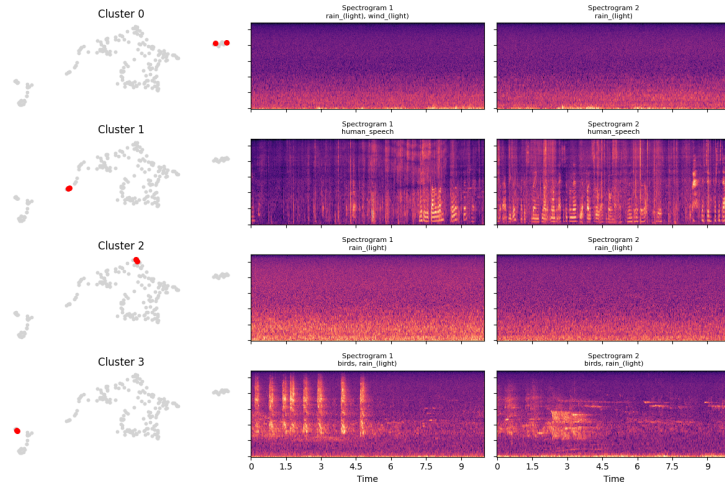 Cluster 0
Spectrogram 1
rain_(light), wind_(light)
Spectrogram 2
rain_(light)
Cluster 1
Spectrogram 1
human_speech
Spectrogram 2
human_speech
Cluster 2
Spectrogram 1
rain_(light)
Spectrogram 2
rain_(light)
Cluster 3
Spectrogram 1
birds, rain_(light)
Spectrogram 2
birds, rain_(light)
0 1.5 3 4.5 6 7.5 9
Time
0 1.5 3 4.5 6 7.5 9
Time